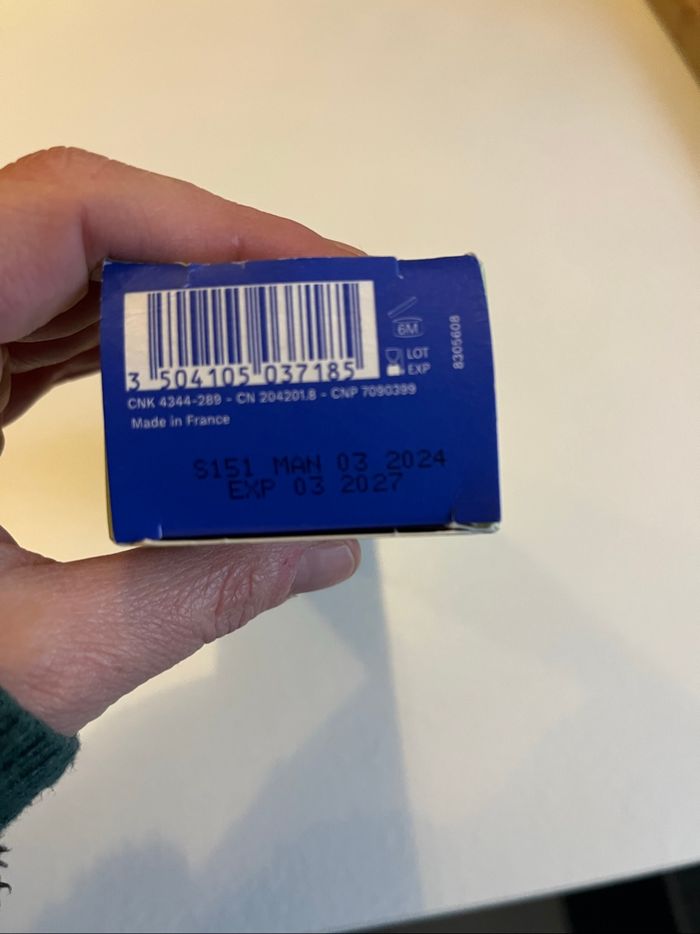 3 504105 037185
6M
LOT
EXP
8305608
CNK 4344-289 - CN 204201.8 - CNP 7090399
Made in France
S151 MAN 03 2024
EXP 03 2027